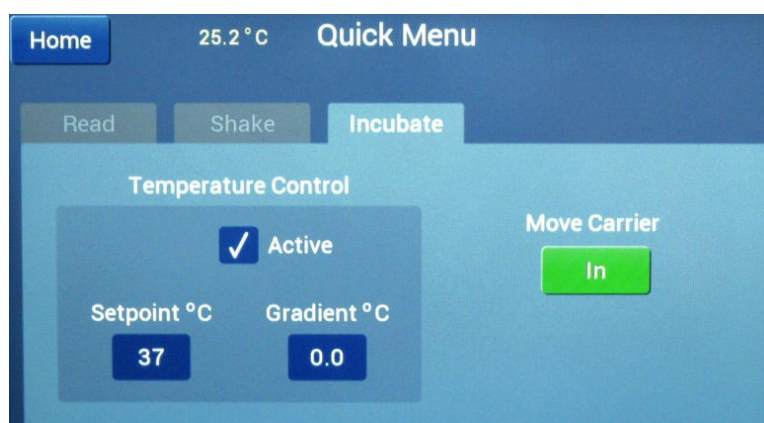 Home 25.2°C Quick Menu
Read Shake Incubate
Temperature Control
Active
Move Carrier
In
Setpoint °C Gradient °C
37 0.0